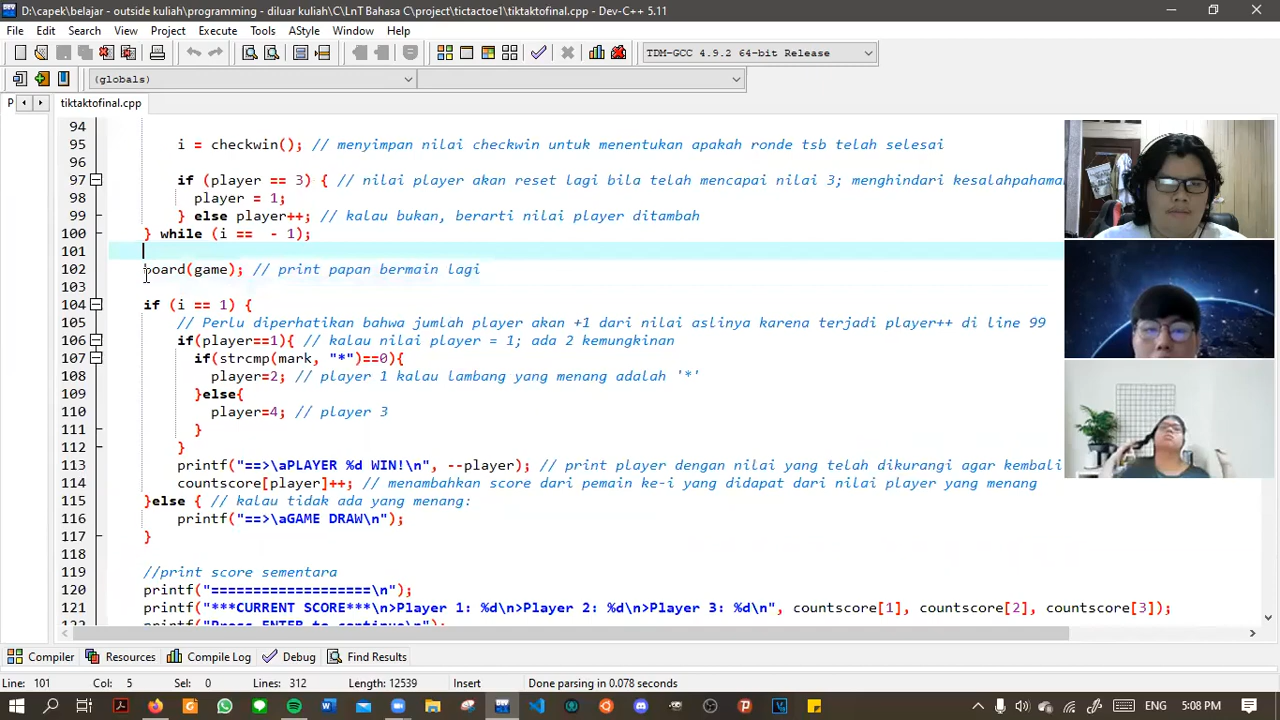 D:\capek\belajar - outside kuliah\programming - diluar kuliah\C\LnT Bahasa C\project\tictactoe1\tiktaktofinal.cpp - Dev-C++ 5.11
File Edit Search View Project Execute Tools AStyle Window Help
TDM-GCC 4.9.2 64-bit Release
(globals)
P tiktaktofinal.cpp
94
95 i = checkwin(); // menyimpan nilai checkwin untuk menentukan apakah ronde tsb telah selesai
96
97 if (player == 3) { // nilai player akan reset lagi bila telah mencapai nilai 3; menghindari kesalahpahama
98 player = 1;
99 } else player++; // kalau bukan, berarti nilai player ditambah
100 } while (i ==  - 1);
101
102 board(game); // print papan bermain lagi
103
104 if (i == 1) {
105 // Perlu diperhatikan bahwa jumlah player akan +1 dari nilai aslinya karena terjadi player++ di line 99
106 if(player==1){ // kalau nilai player = 1; ada 2 kemungkinan
107 if(strcmp(mark, "*")==0){
108 player=2; // player 1 kalau lambang yang menang adalah '*'
109 }else{
110 player=4; // player 3
111 }
112 }
113 printf("==>\aPLAYER %d WIN!\n", --player); // print player dengan nilai yang telah dikurangi agar kembali
114 countscore[player]++; // menambahkan score dari pemain ke-i yang didapat dari nilai player yang menang
115 }else { // kalau tidak ada yang menang:
116 printf("==>\aGAME DRAW\n");
117 }
118
119 //print score sementara
120 printf("===================\n");
121 printf("***CURRENT SCORE***\n>Player 1: %d\n>Player 2: %d\n>Player 3: %d\n", countscore[1], countscore[2], countscore[3]);
122 printf("Press ENTER to continue\n");
Compiler Resources Compile Log Debug Find Results
Line: 101 Col: 5 Sel: 0 Lines: 312 Length: 12539 Insert Done parsing in 0.078 seconds
ENG 5:08 PM